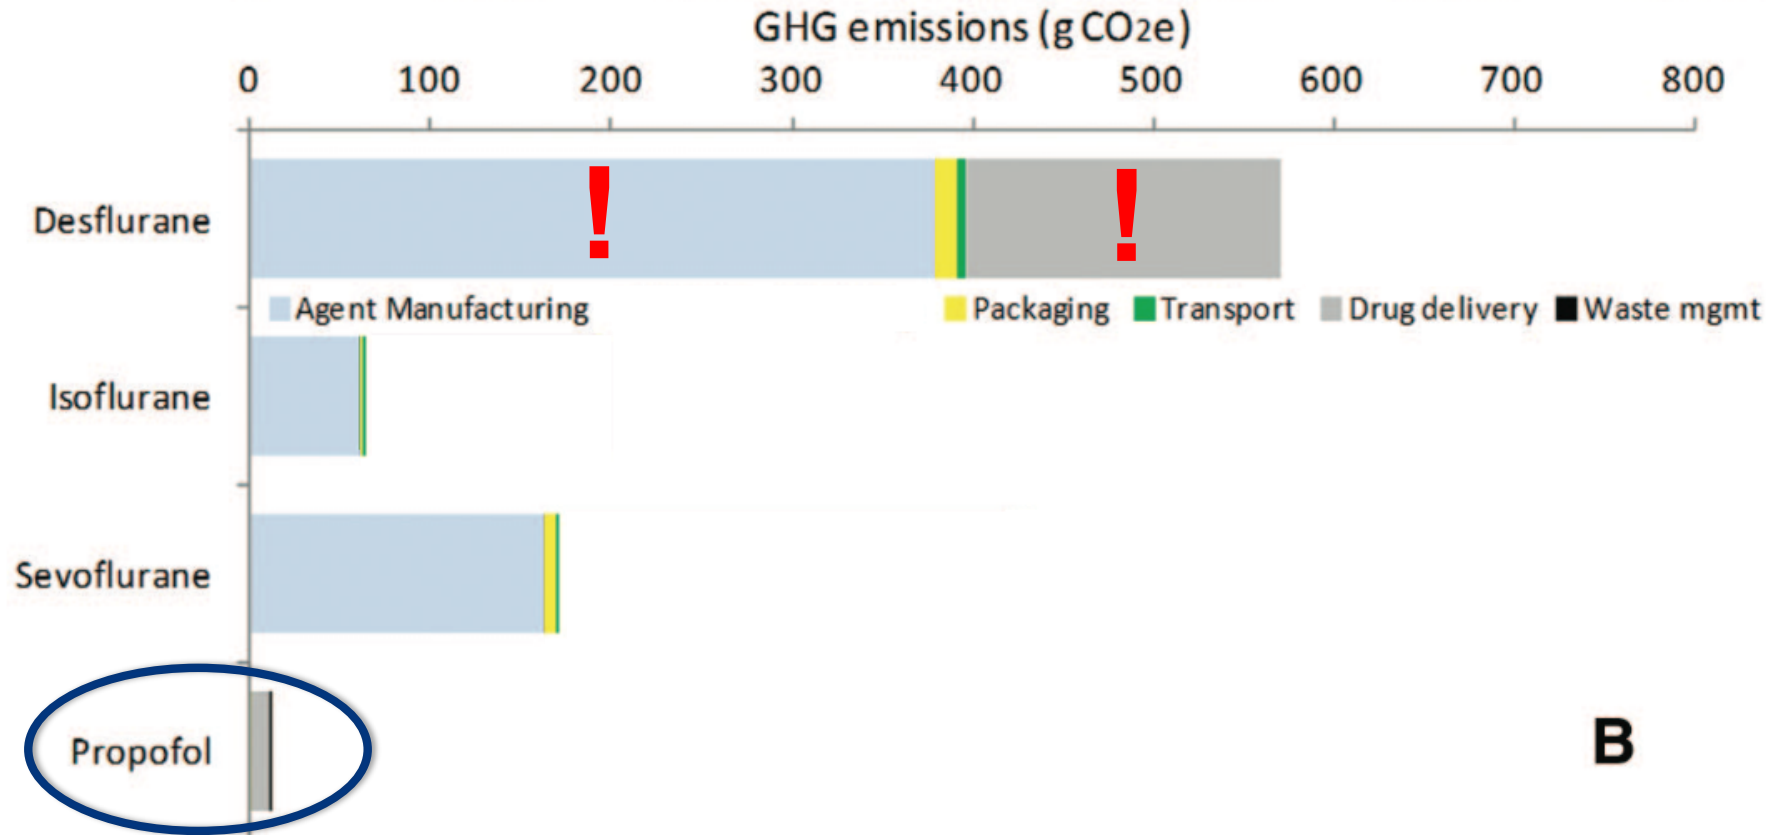 GHG emissions (g CO2e)
0 100 200 300 400 500 600 700 800
Desflurane
! !
Agent Manufacturing Packaging Transport Drug delivery Waste mgmt
Isoflurane
Sevoflurane
Propofol
B